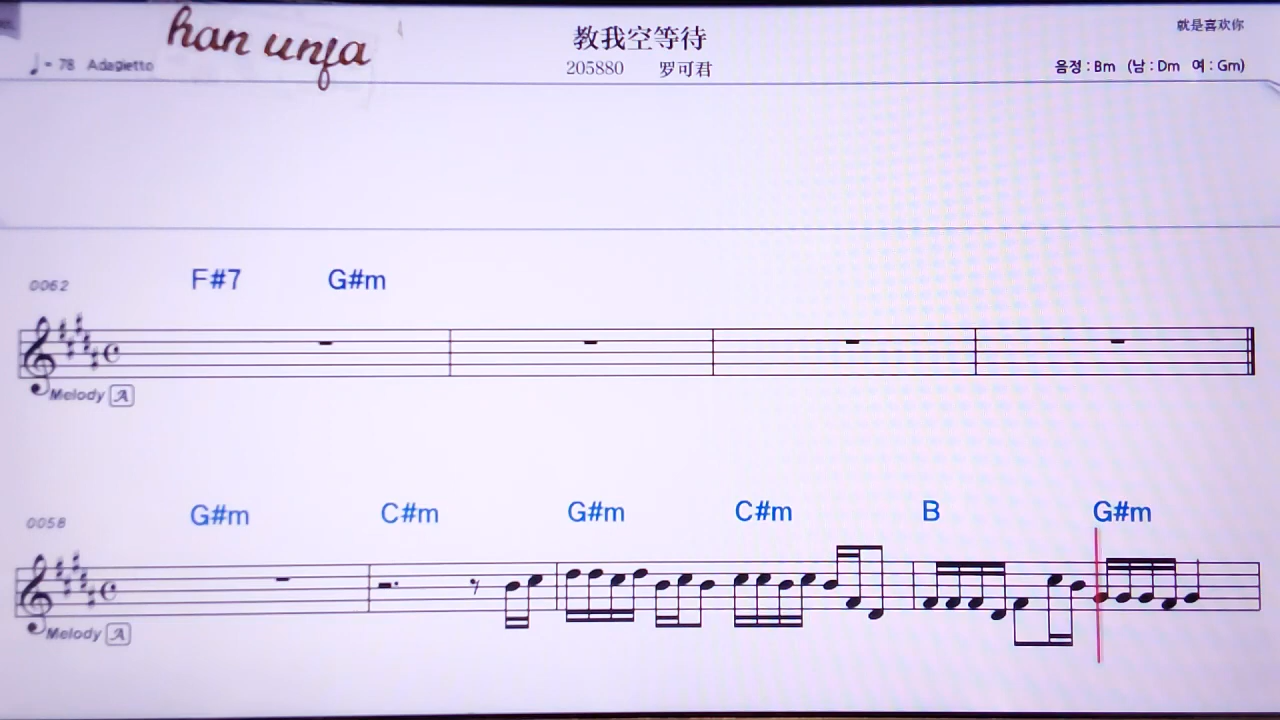 han unfa
教我空等待
就是喜欢你
♩= 78 Adagietto
205880 罗可君
음정 : Bm (남 : Dm 여 : Gm)
0062 F#7 G#m
Melody A
0058 G#m C#m G#m C#m B G#m
Melody A